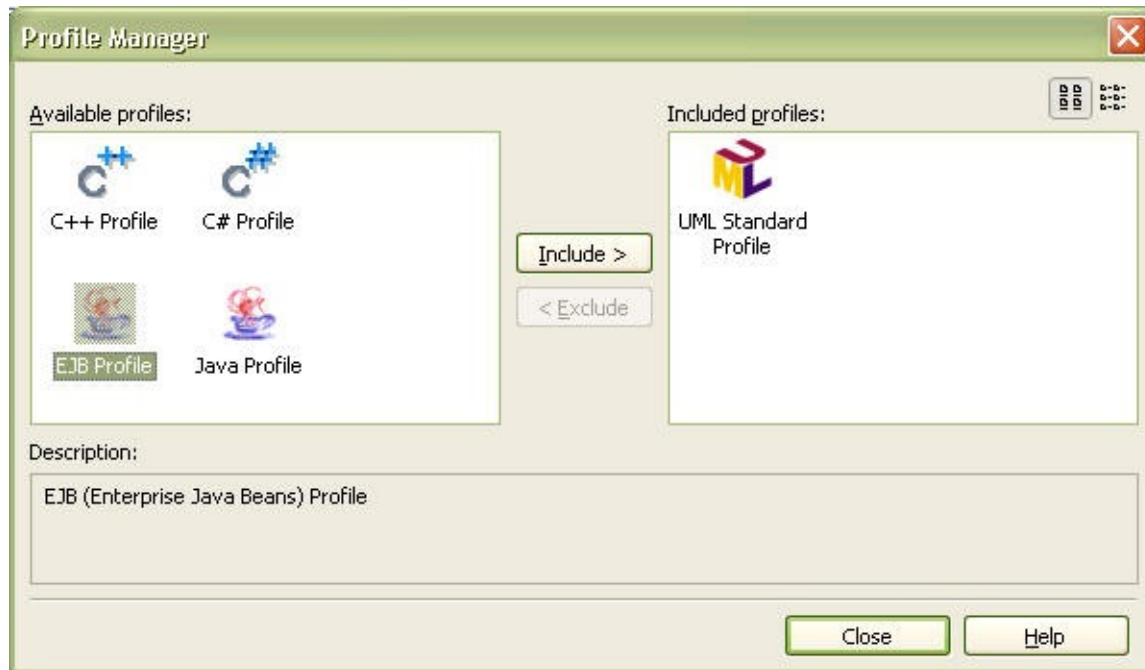 Profile Manager
Available profiles:
Included profiles:
C++ Profile
C# Profile
EJB Profile
Java Profile
Include >
< Exclude
UML Standard
Profile
Description:
EJB (Enterprise Java Beans) Profile
Close
Help